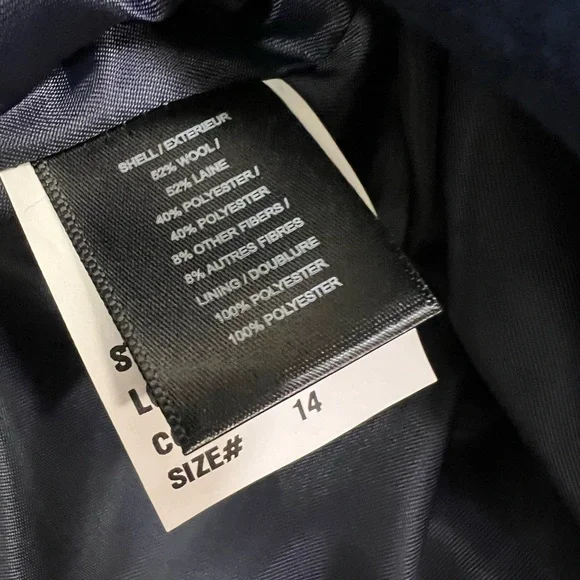 SHELL / EXTERIEUR
52% WOOL /
52% LAINE
40% POLYESTER /
40% POLYESTER
8% OTHER FIBERS /
8% AUTRES FIBRES
LINING / DOUBLURE
100% POLYESTER /
100% POLYESTER
SIZE# 14